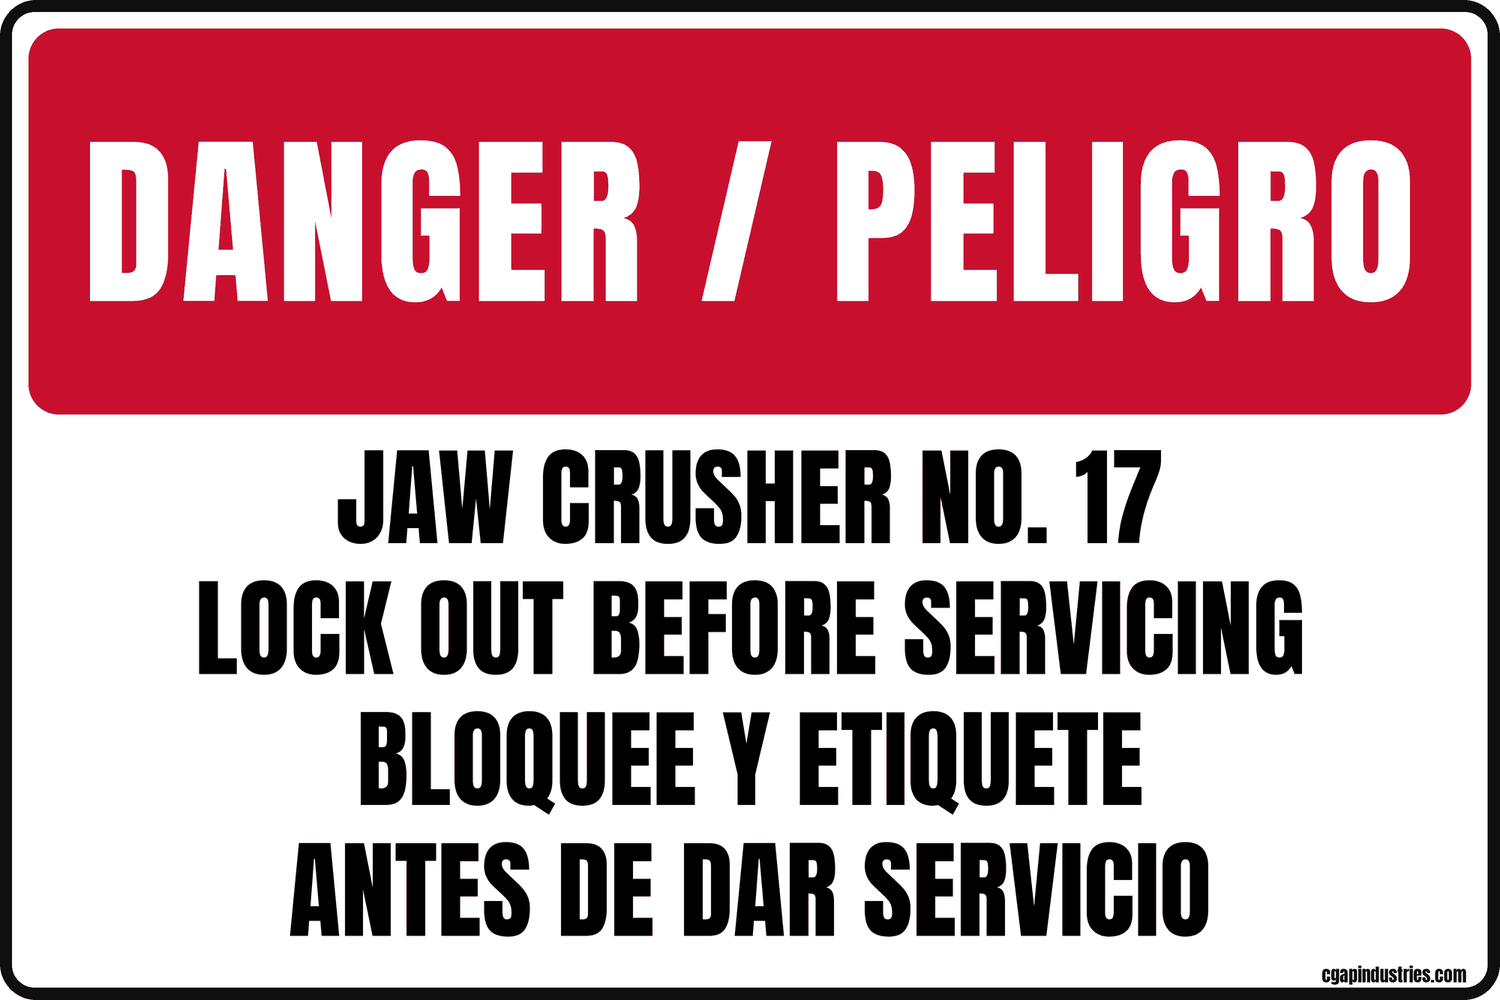 DANGER / PELIGRO
JAW CRUSHER NO. 17
LOCK OUT BEFORE SERVICING
BLOQUEE Y ETIQUETE
ANTES DE DAR SERVICIO
cgapindustries.com